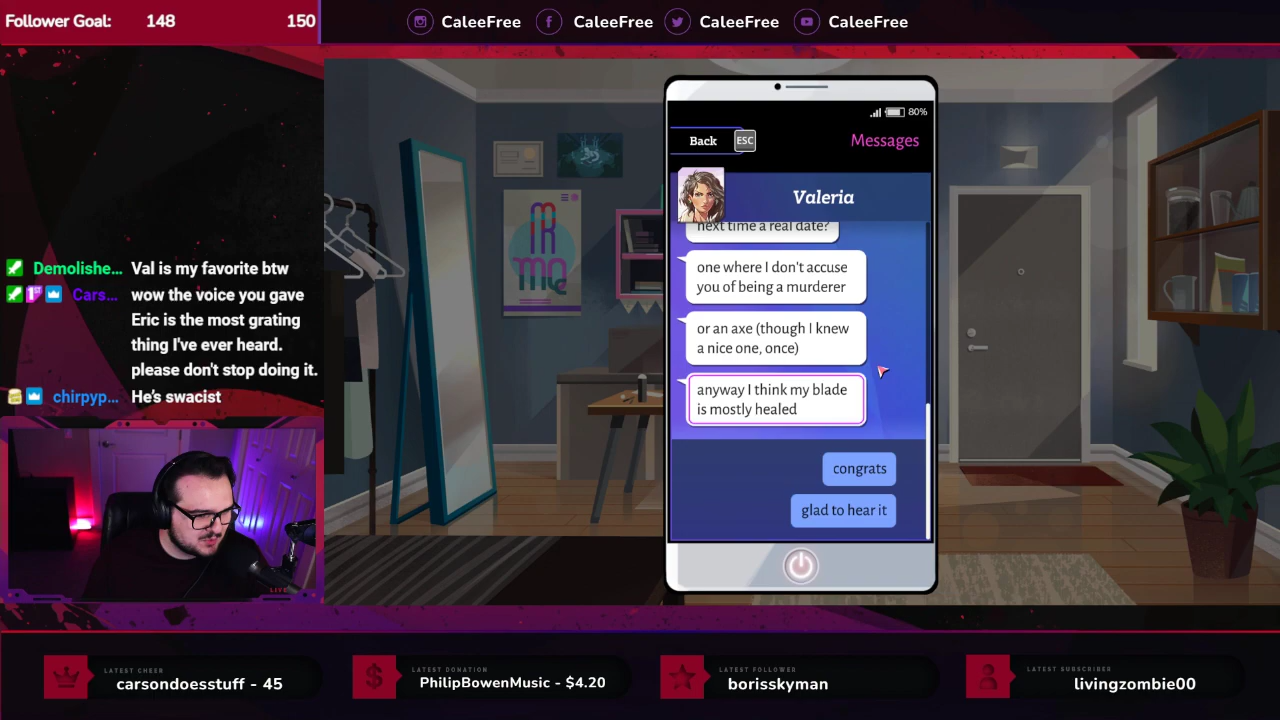 Follower Goal: 148 150
CaleeFree CaleeFree CaleeFree CaleeFree
80%
Back ESC Messages
Valeria
next time a real date?
one where I don't accuse
you of being a murderer
or an axe (though I knew
a nice one, once)
anyway I think my blade
is mostly healed
congrats
glad to hear it
Demolishe... Val is my favorite btw
Cars... wow the voice you gave
Eric is the most grating
thing I've ever heard.
please don't stop doing it.
chirpyp... He's swacist
LIVE
LATEST CHEER
carsondoesstuff - 45
LATEST DONATION
PhilipBowenMusic - $4.20
LATEST FOLLOWER
borisskyman
LATEST SUBSCRIBER
livingzombie00